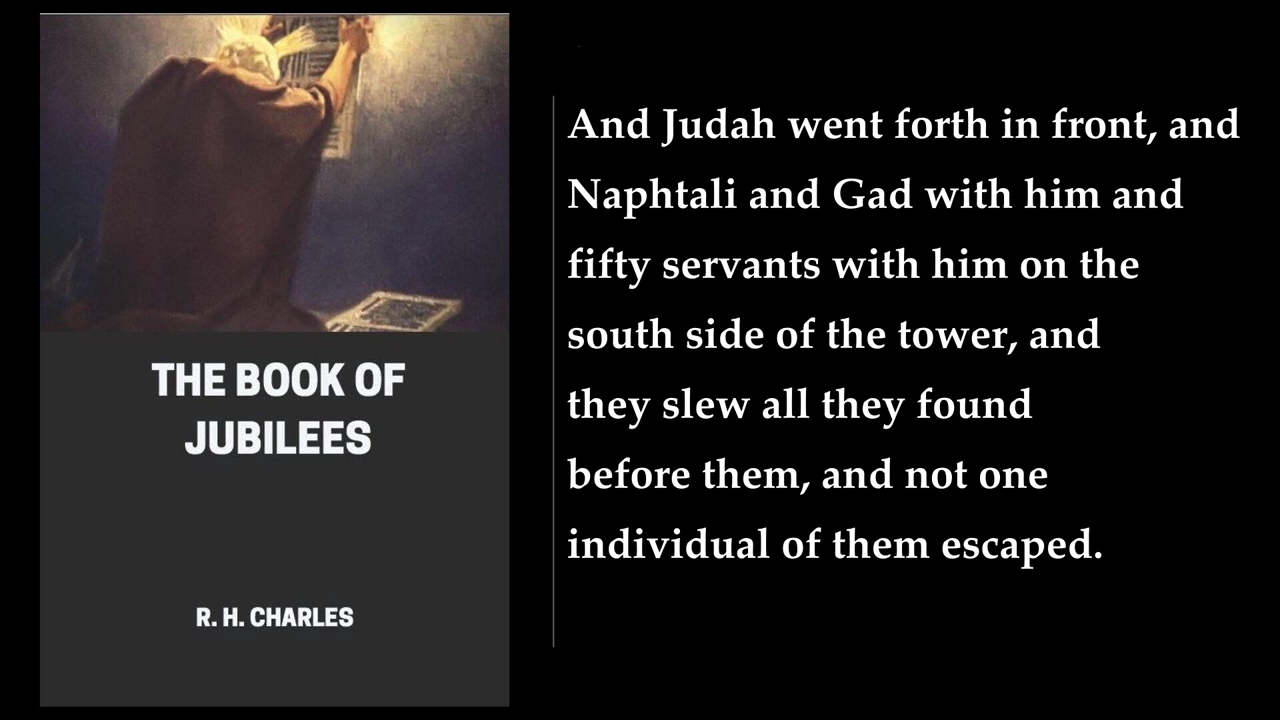 THE BOOK OF
JUBILEES
R. H. CHARLES
And Judah went forth in front, and
Naphtali and Gad with him and
fifty servants with him on the
south side of the tower, and
they slew all they found
before them, and not one
individual of them escaped.